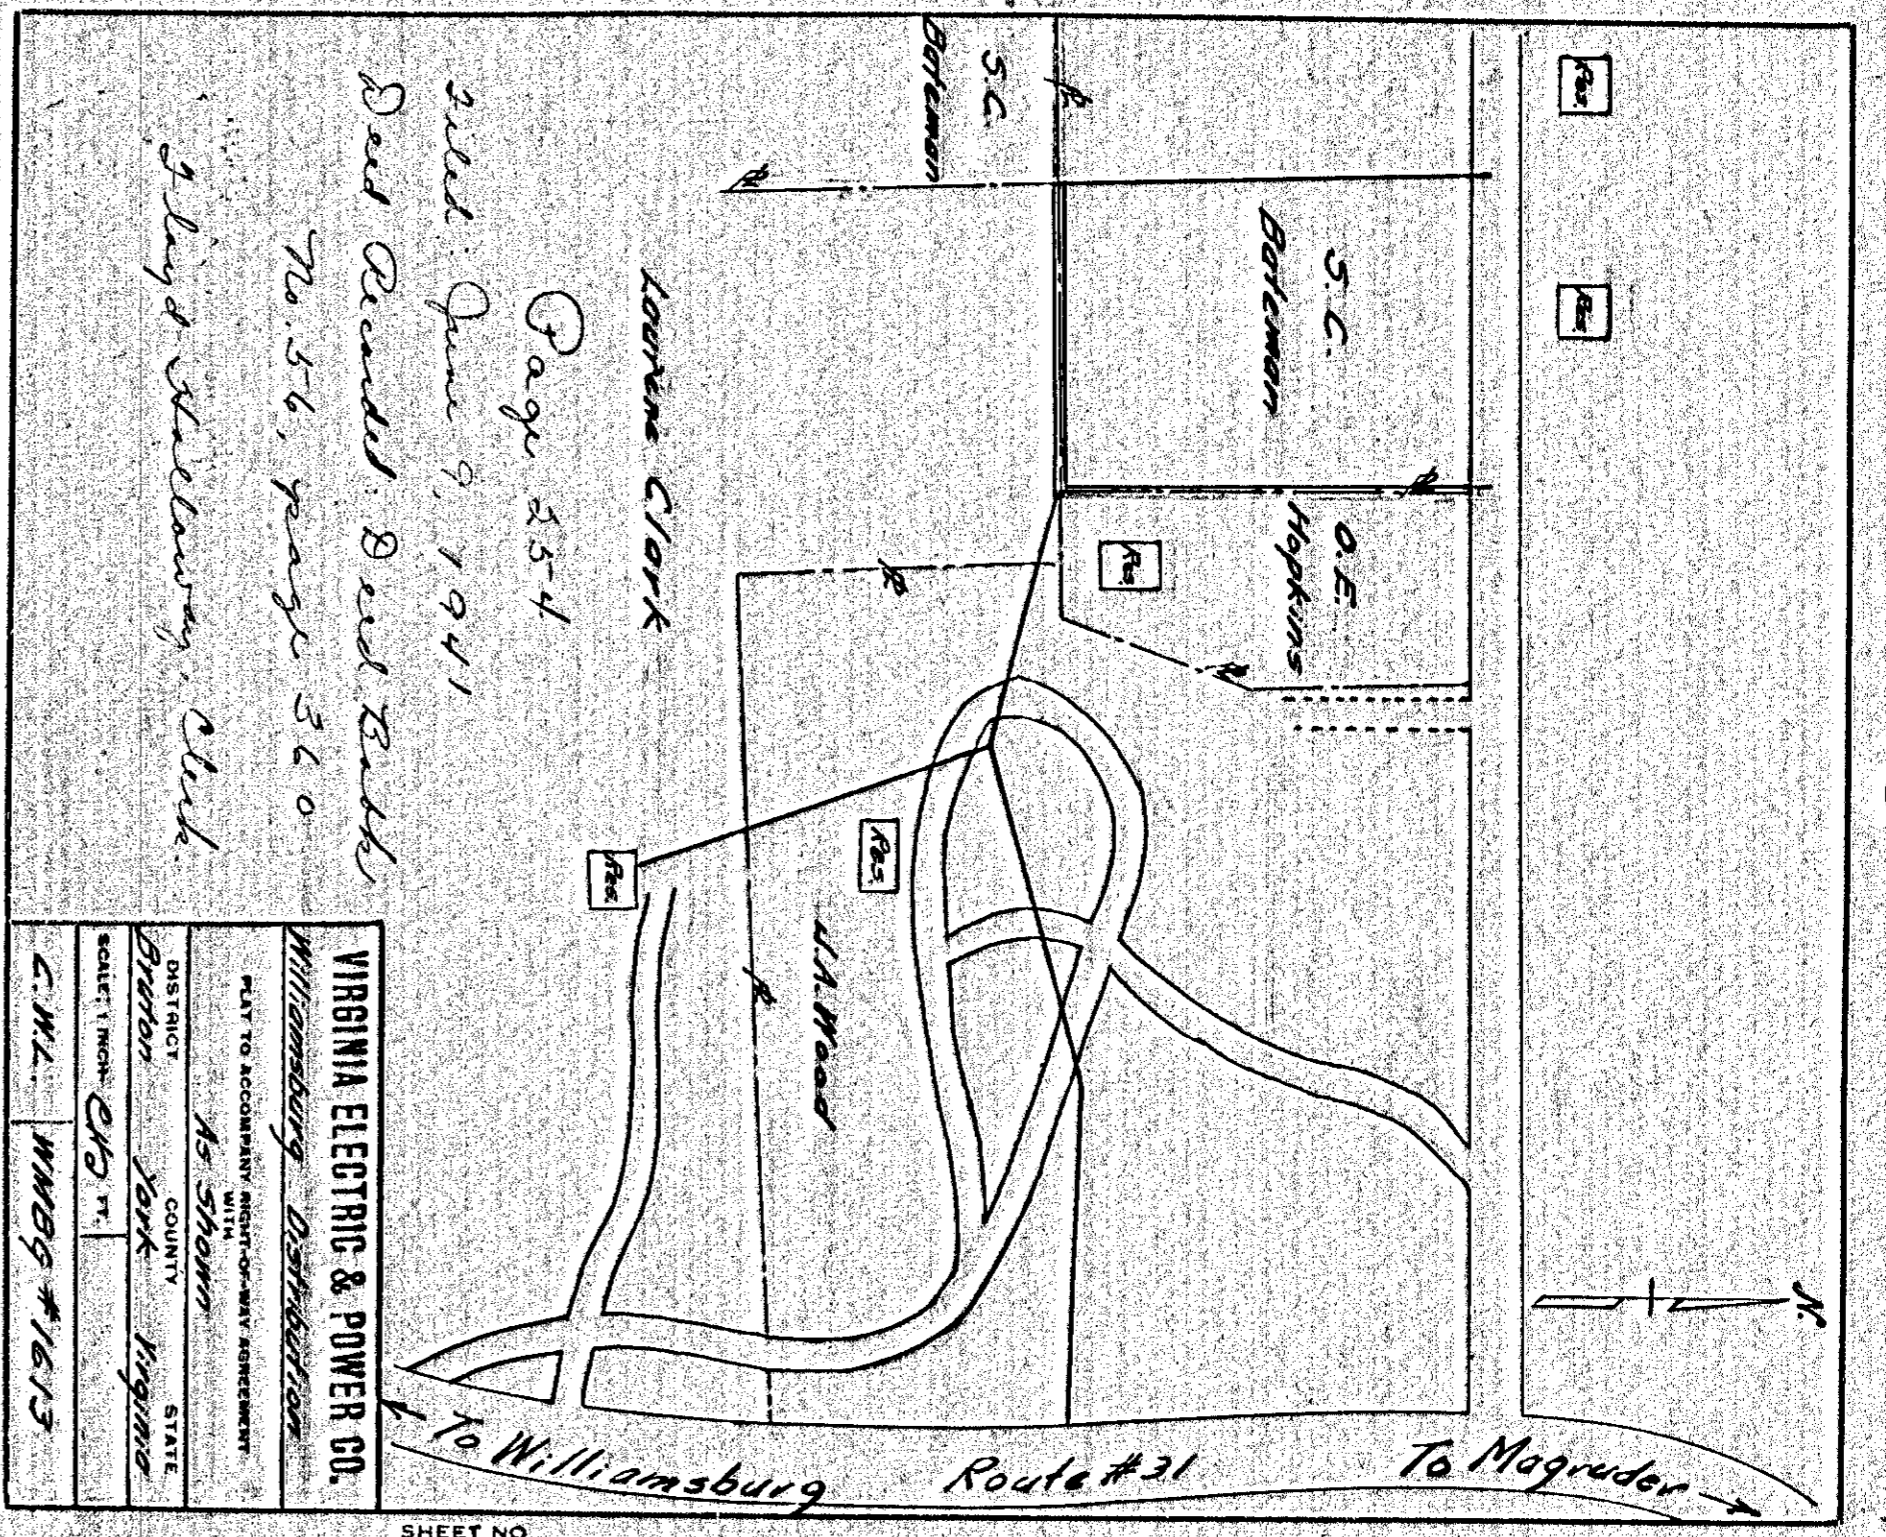 Res.
Res.
S.C.
Bateman
S.C.
Bateman
O.E.
Hopkins
Res.
N.
Res.
W.A. Wood
Res.
Louvina Clark
Page 254
Filed: June 9, 1941
Deed Recorded: Deed Book
No. 56, page 360
Floyd Hallaway, Clerk.
To Williamsburg
Route #31
To Magruder
VIRGINIA ELECTRIC & POWER CO.
Williamsburg Distribution
PLAT TO ACCOMPANY RIGHT-OF-WAY AGREEMENT
WITH
As Shown
DISTRICT COUNTY STATE
Bruton York Virginia
SCALE, 1 INCH= FT.
C.W.L. WMBG #1613
SHEET NO